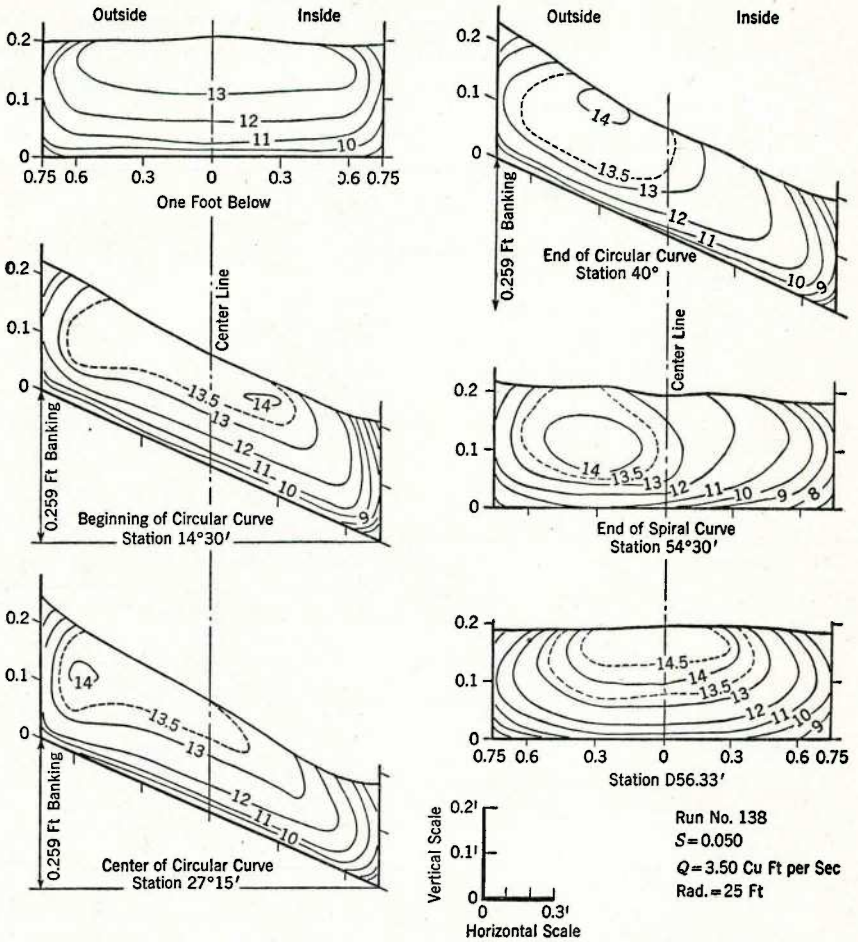 Outside Inside
0.2
0.1
0
13
12
11
10
0.75 0.6 0.3 0 0.3 0.6 0.75
One Foot Below
0.2
0.1
0
0.259 Ft Banking
Center Line
13.5
14
13
12
11
10
9
Beginning of Circular Curve
Station 14°30′
0.2
0.1
0
0.259 Ft Banking
14
13.5
13
12
11
10
Center of Circular Curve
Station 27°15′
Outside Inside
0.2
0.1
0
0.259 Ft Banking
14
13.5
13
12
11
10
9
End of Circular Curve
Station 40°
Center Line
0.2
0.1
0
14
13.5
13
12
11
10
9
8
End of Spiral Curve
Station 54°30′
0.2
0.1
0
14.5
14
13.5
13
12
11
10
9
0.75 0.6 0.3 0 0.3 0.6 0.75
Station D56.33′
Vertical Scale
0.2′
0.1′
0
0 0.3′
Horizontal Scale
Run No. 138
S=0.050
Q=3.50 Cu Ft per Sec
Rad.=25 Ft